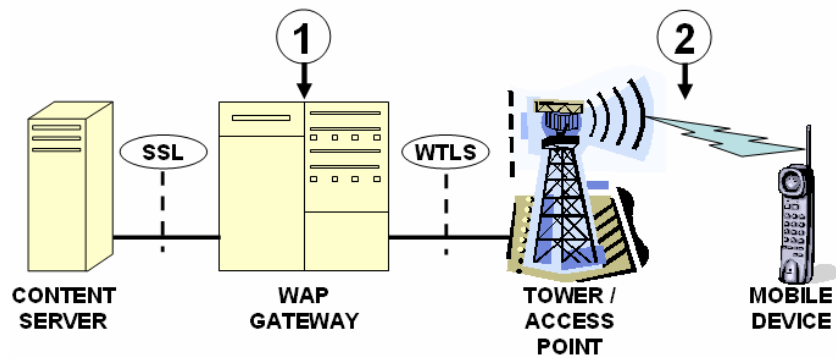 1
2
SSL
WTLS
CONTENT
SERVER
WAP
GATEWAY
TOWER /
ACCESS
POINT
MOBILE
DEVICE